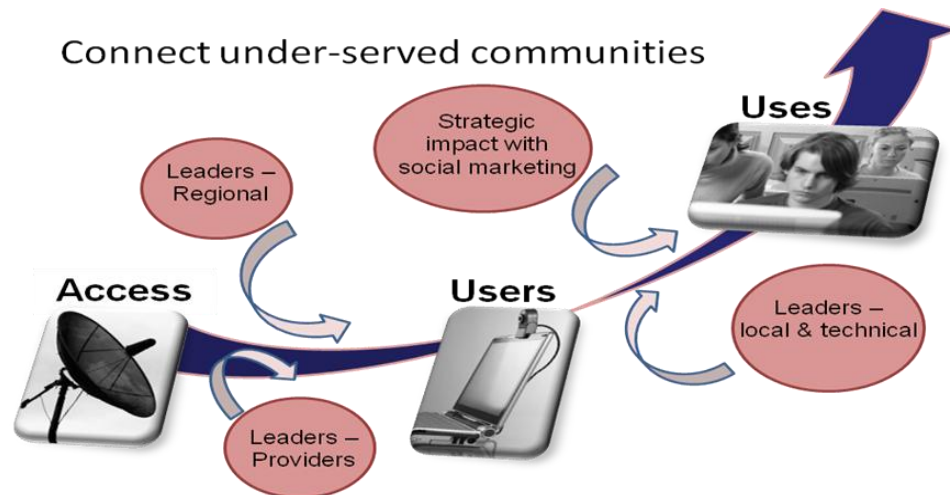 Connect under-served communities
Uses
Strategic
impact with
social marketing
Leaders –
Regional
Access
Users
Leaders –
local & technical
Leaders –
Providers